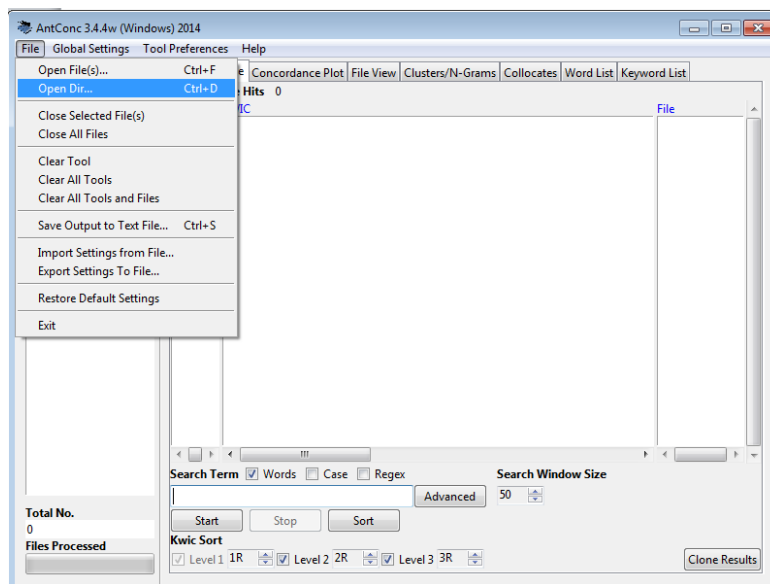 AntConc 3.4.4w (Windows) 2014
File Global Settings Tool Preferences Help
Open File(s)... Ctrl+F
Open Dir... Ctrl+D
Close Selected File(s)
Close All Files
Clear Tool
Clear All Tools
Clear All Tools and Files
Save Output to Text File... Ctrl+S
Import Settings from File...
Export Settings To File...
Restore Default Settings
Exit
Concordance Plot File View Clusters/N-Grams Collocates Word List Keyword List
Hits 0
File
Search Term Words Case Regex Search Window Size
Advanced 50
Start Stop Sort
Total No.
0
Files Processed
Kwic Sort
Level 1 1R Level 2 2R Level 3 3R Clone Results